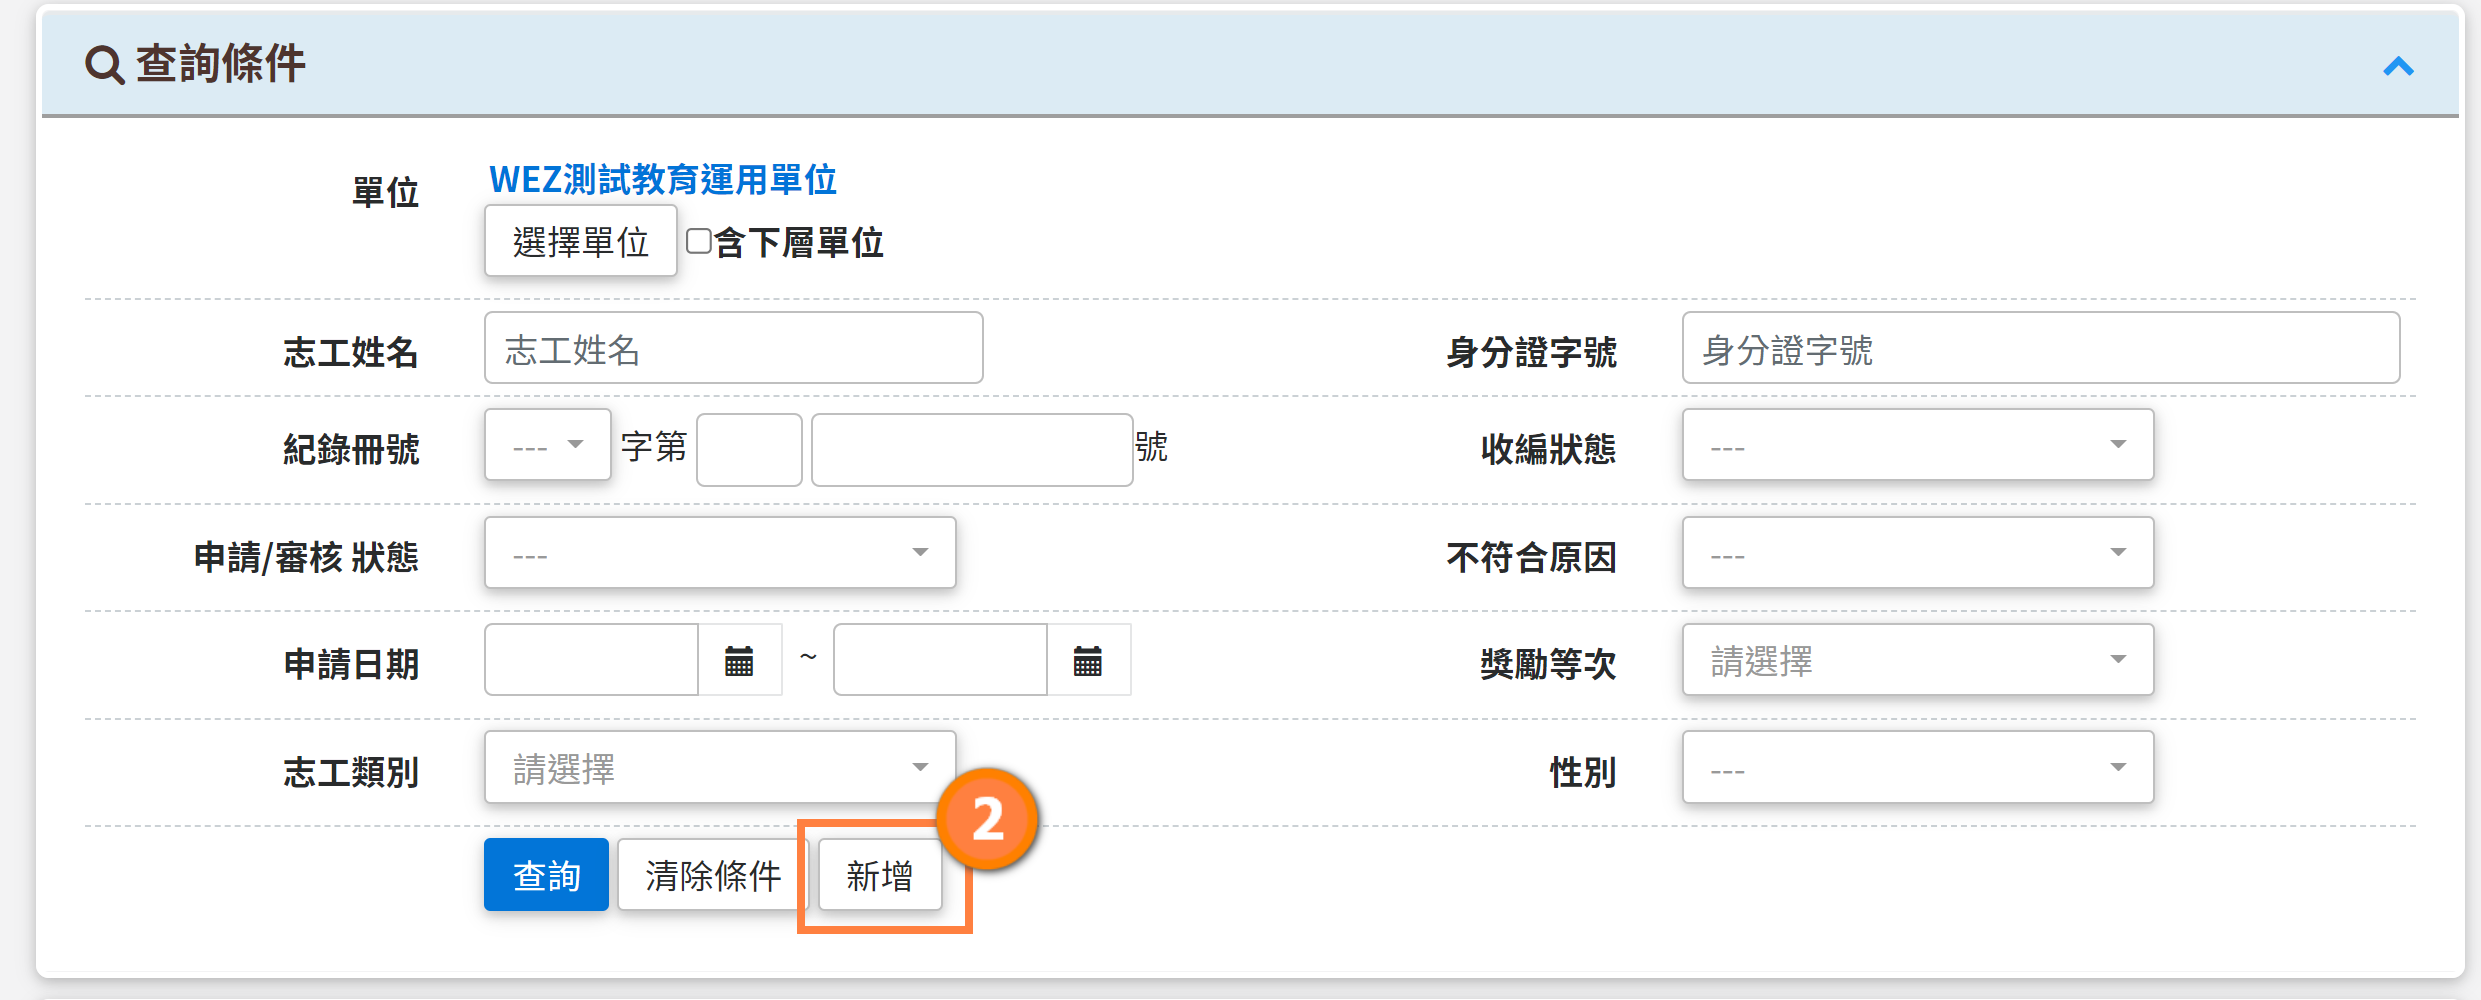 查詢條件
單位
WEZ測試教育運用單位
選擇單位 含下層單位
志工姓名 志工姓名 身分證字號 身分證字號
紀錄冊號 --- 字第 號 收編狀態 ---
申請/審核 狀態 --- 不符合原因 ---
申請日期 ~ 獎勵等次 請選擇
志工類別 請選擇 性別 ---
2
查詢 清除條件 新增